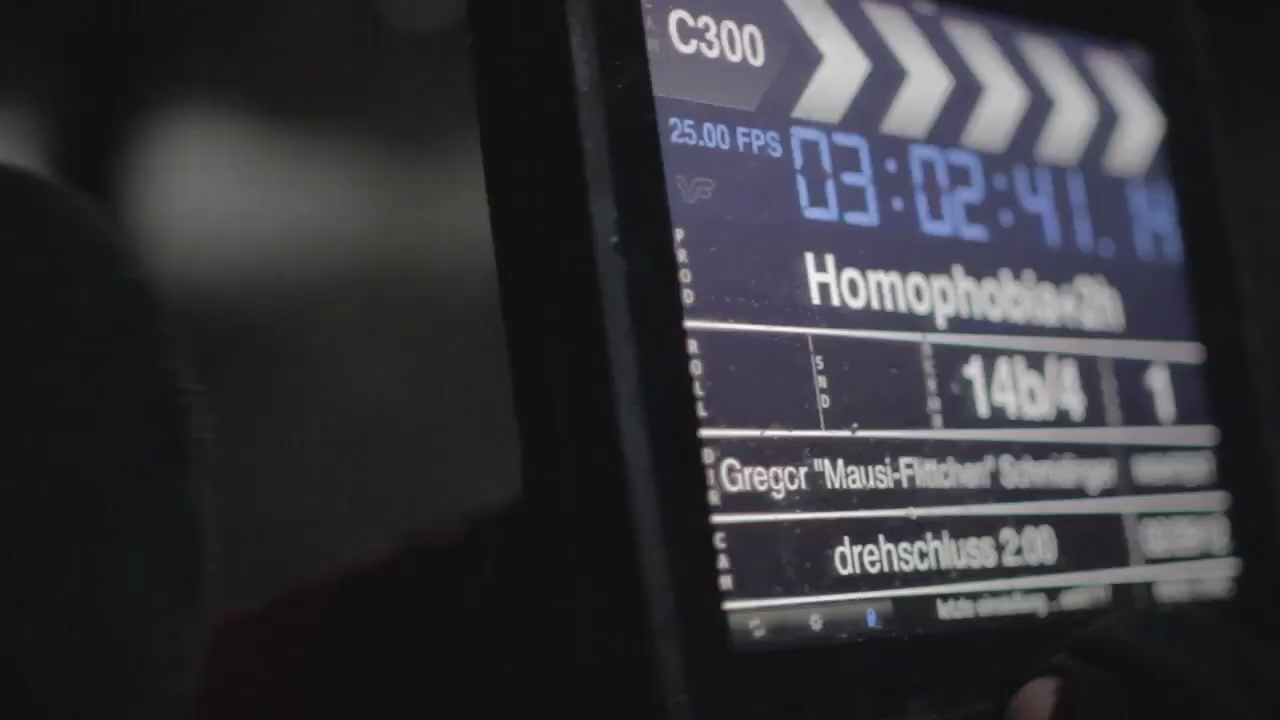 C300
25.00 FPS
03:02:41.
PROD
Homophobia
ROLL
SND
14b/4
1
DIR
Gregor "Mausi-Flittchen"
CAM
drehschluss 2:00